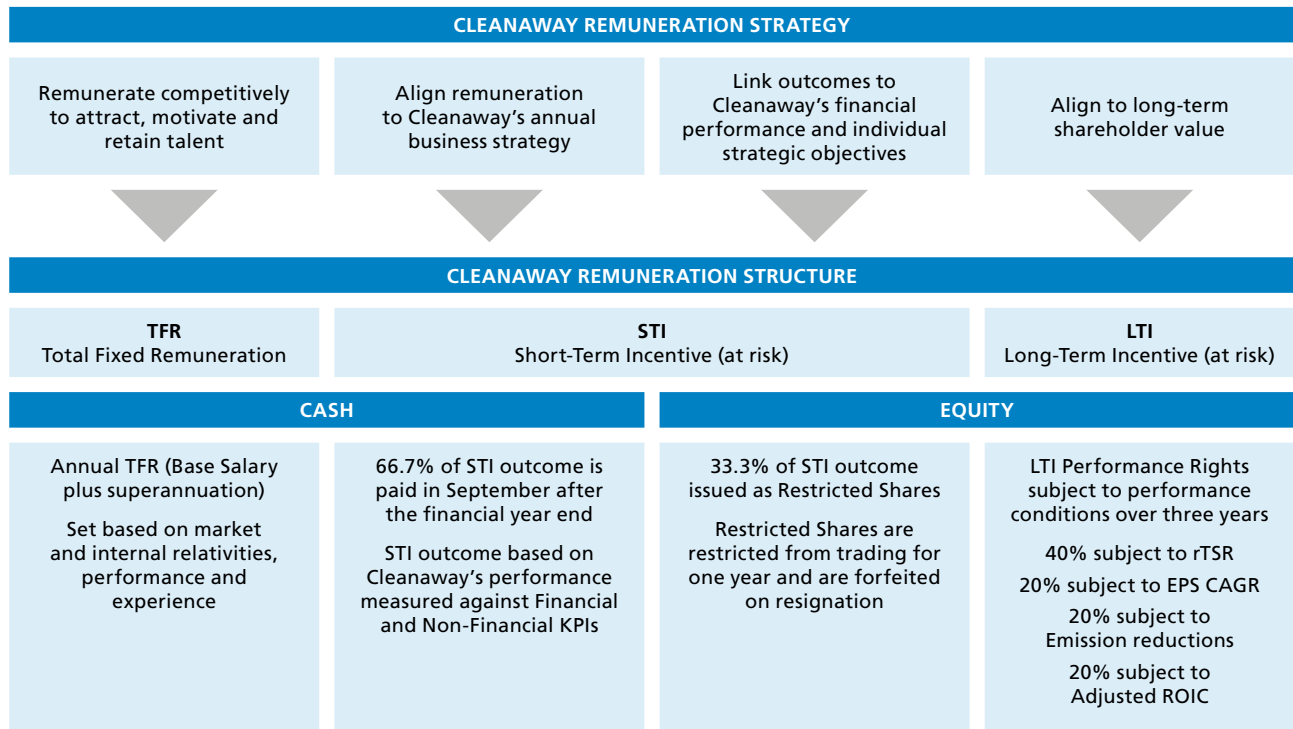 CLEANAWAY REMUNERATION STRATEGY
Remunerate competitively
to attract, motivate and
retain talent
Align remuneration
to Cleanaway's annual
business strategy
Link outcomes to
Cleanaway's financial
performance and individual
strategic objectives
Align to long-term
shareholder value
CLEANAWAY REMUNERATION STRUCTURE
TFR
Total Fixed Remuneration
STI
Short-Term Incentive (at risk)
LTI
Long-Term Incentive (at risk)
CASH
EQUITY
Annual TFR (Base Salary
plus superannuation)
Set based on market
and internal relativities,
performance and
experience
66.7% of STI outcome is
paid in September after
the financial year end
STI outcome based on
Cleanaway's performance
measured against Financial
and Non-Financial KPIs
33.3% of STI outcome
issued as Restricted Shares
Restricted Shares are
restricted from trading for
one year and are forfeited
on resignation
LTI Performance Rights
subject to performance
conditions over three years
40% subject to rTSR
20% subject to EPS CAGR
20% subject to
Emission reductions
20% subject to
Adjusted ROIC